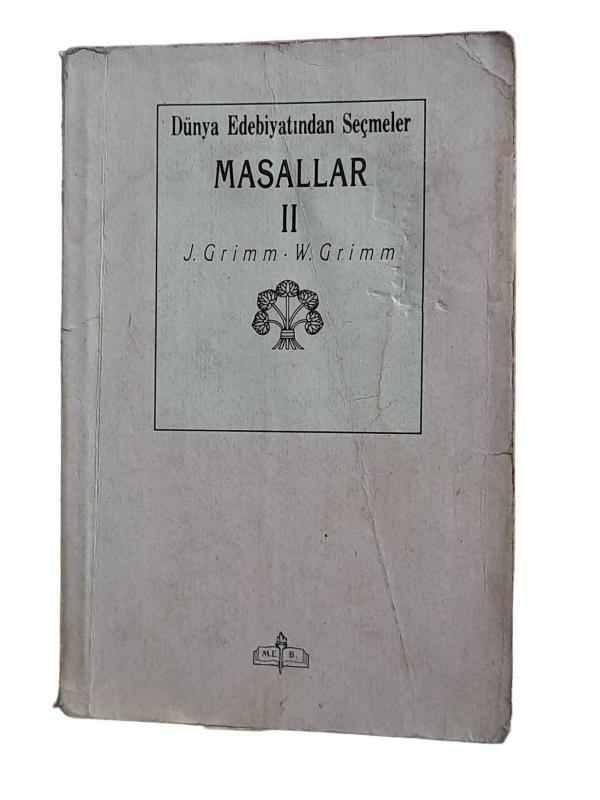 Dünya Edebiyatından Seçmeler
MASALLAR
II
J. Grimm - W. Grimm
M.E B.